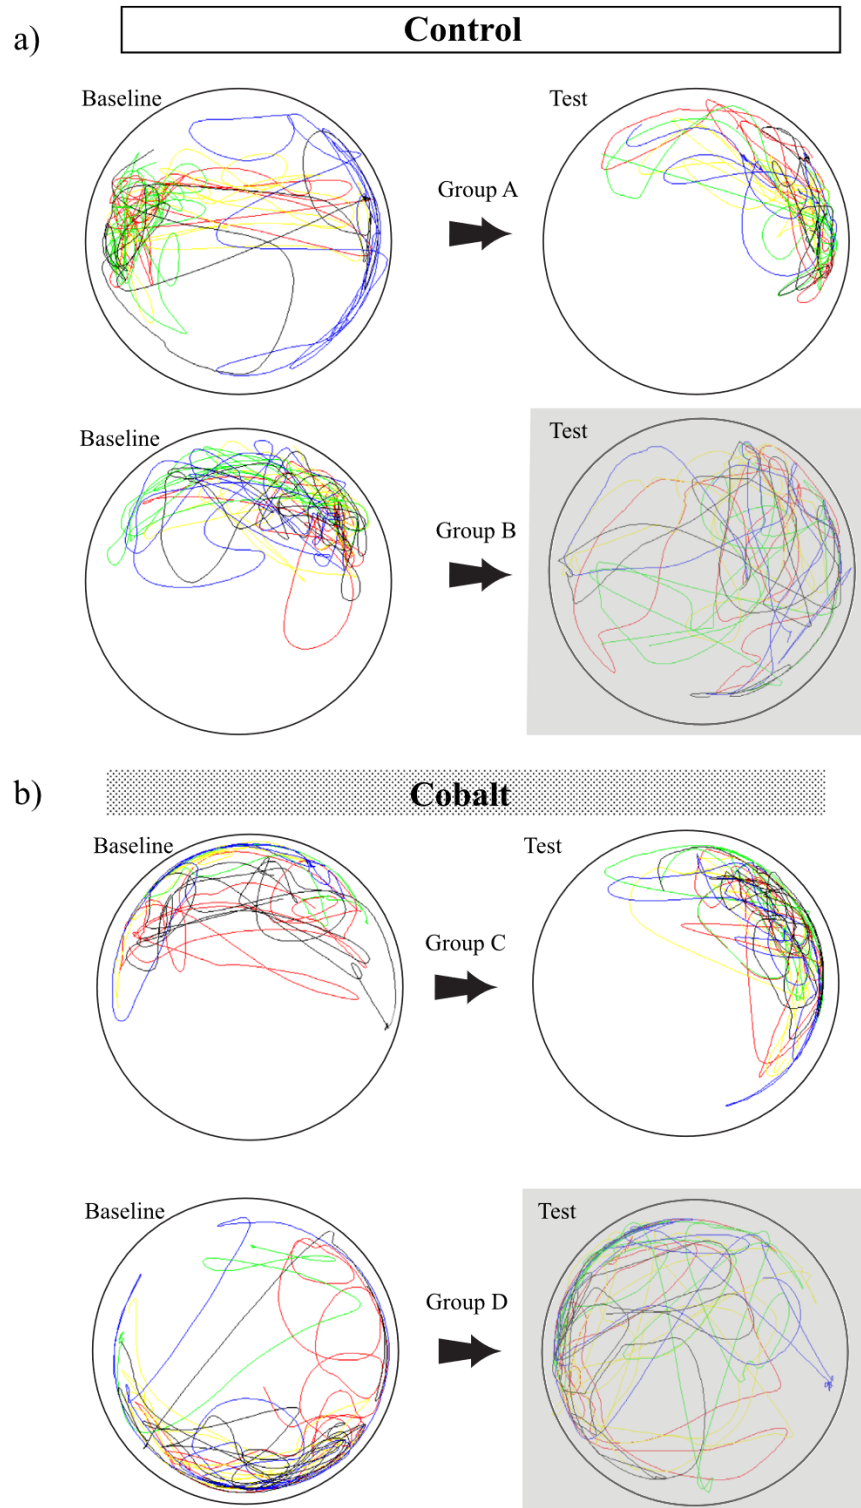 a)
Control
Baseline
Group A
Test
Baseline
Group B
Test
b)
Cobalt
Baseline
Group C
Test
Baseline
Group D
Test